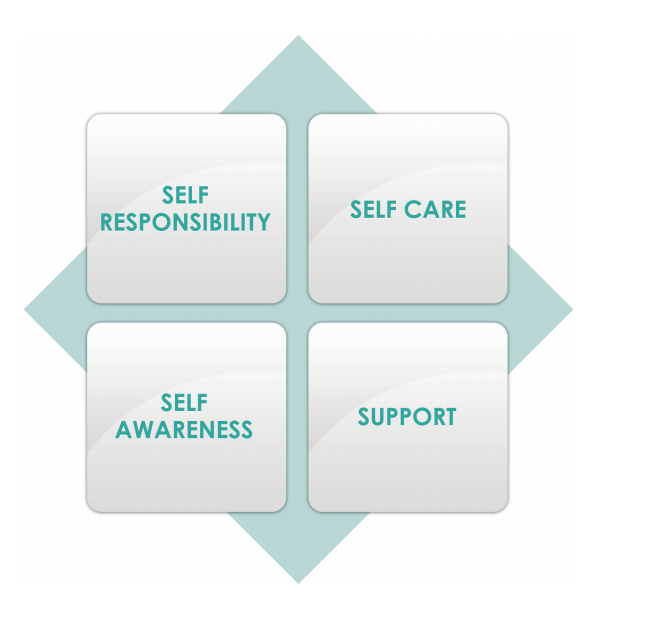 SELF
RESPONSIBILITY
SELF CARE
SELF
AWARENESS
SUPPORT